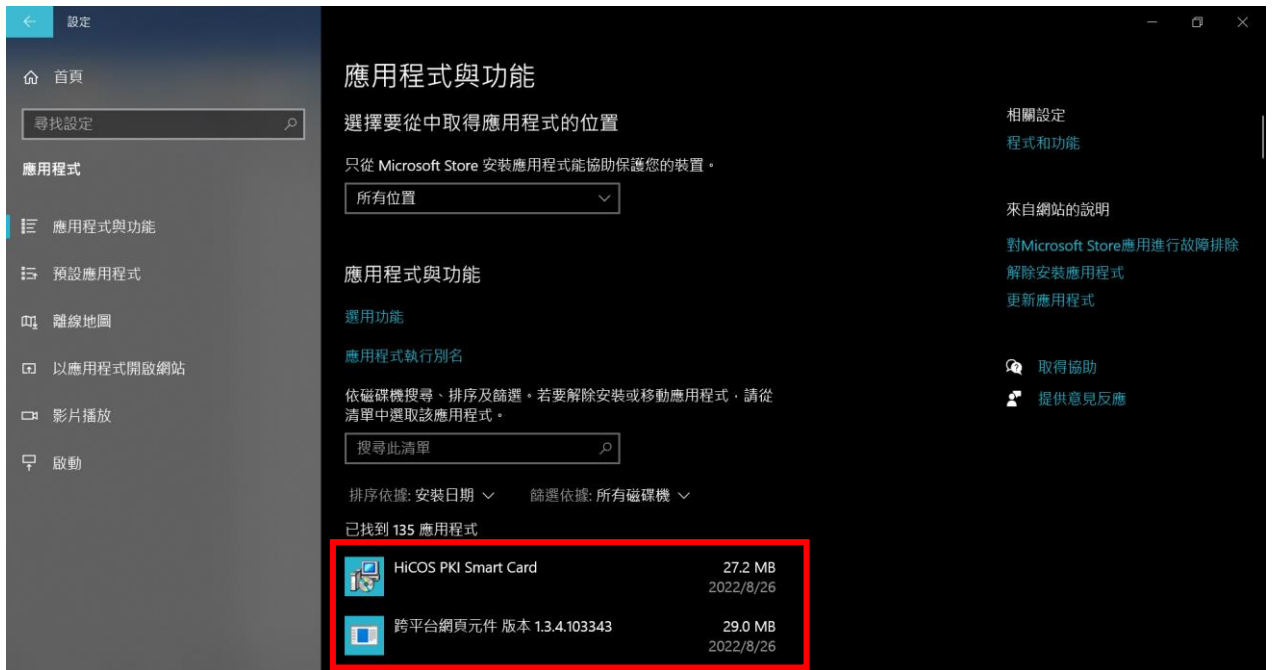 設定
首頁
尋找設定
應用程式
應用程式與功能
預設應用程式
離線地圖
以應用程式開啟網站
影片播放
啟動
應用程式與功能
選擇要從中取得應用程式的位置
只從 Microsoft Store 安裝應用程式能協助保護您的裝置。
所有位置
應用程式與功能
選用功能
應用程式執行別名
依磁碟機搜尋、排序及篩選。若要解除安裝或移動應用程式，請從
清單中選取該應用程式。
搜尋此清單
排序依據: 安裝日期 篩選依據: 所有磁碟機
已找到 135 應用程式
HiCOS PKI Smart Card 27.2 MB
2022/8/26
跨平台網頁元件 版本 1.3.4.103343 29.0 MB
2022/8/26
相關設定
程式和功能
來自網站的說明
對Microsoft Store應用進行故障排除
解除安裝應用程式
更新應用程式
取得協助
提供意見反應